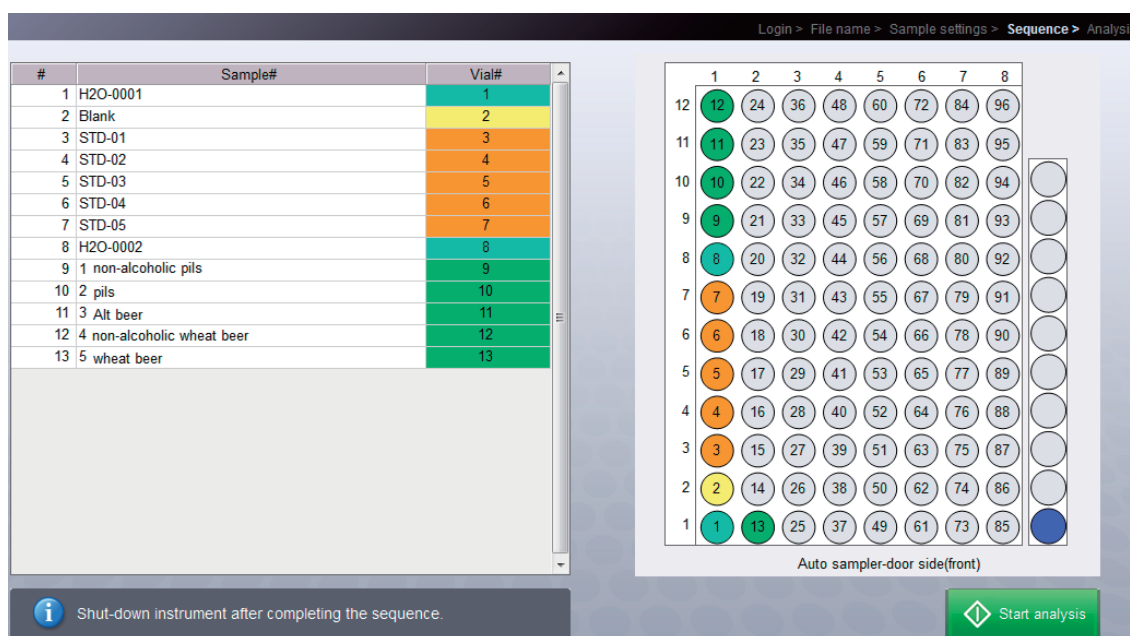 Login > File name > Sample settings > Sequence > Analysi
# Sample# Vial#
1 H2O-0001 1
2 Blank 2
3 STD-01 3
4 STD-02 4
5 STD-03 5
6 STD-04 6
7 STD-05 7
8 H2O-0002 8
9 1 non-alcoholic pils 9
10 2 pils 10
11 3 Alt beer 11
12 4 non-alcoholic wheat beer 12
13 5 wheat beer 13
1 2 3 4 5 6 7 8
12 12 24 36 48 60 72 84 96
11 11 23 35 47 59 71 83 95
10 10 22 34 46 58 70 82 94
9 9 21 33 45 57 69 81 93
8 8 20 32 44 56 68 80 92
7 7 19 31 43 55 67 79 91
6 6 18 30 42 54 66 78 90
5 5 17 29 41 53 65 77 89
4 4 16 28 40 52 64 76 88
3 3 15 27 39 51 63 75 87
2 2 14 26 38 50 62 74 86
1 1 13 25 37 49 61 73 85
Auto sampler-door side(front)
Shut-down instrument after completing the sequence.
Start analysis